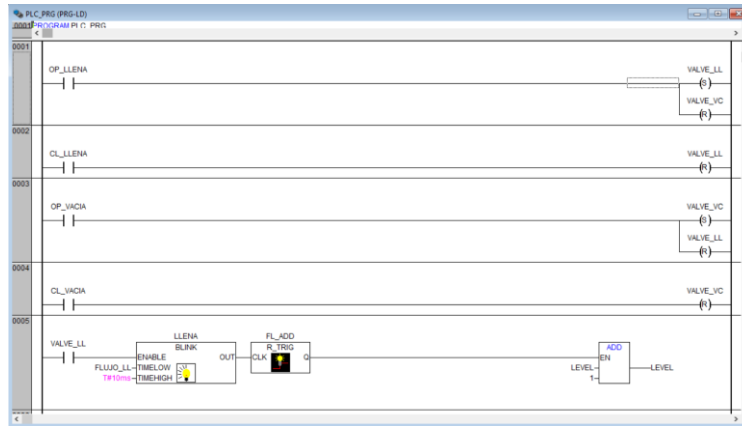 PLC_PRG (PRG-LD)
0001 PROGRAM PLC_PRG
0001
OP_LLENA VALVE_LL
(S)
VALVE_VC
(R)
0002
CL_LLENA VALVE_LL
(R)
0003
OP_VACIA VALVE_VC
(S)
VALVE_LL
(R)
0004
CL_VACIA VALVE_VC
(R)
0005
LLENA FL_ADD
VALVE_LL BLINK R_TRIG ADD
ENABLE OUT CLK Q EN
FLUJO_LL TIMELOW LEVEL LEVEL
T#10ms TIMEHIGH 1